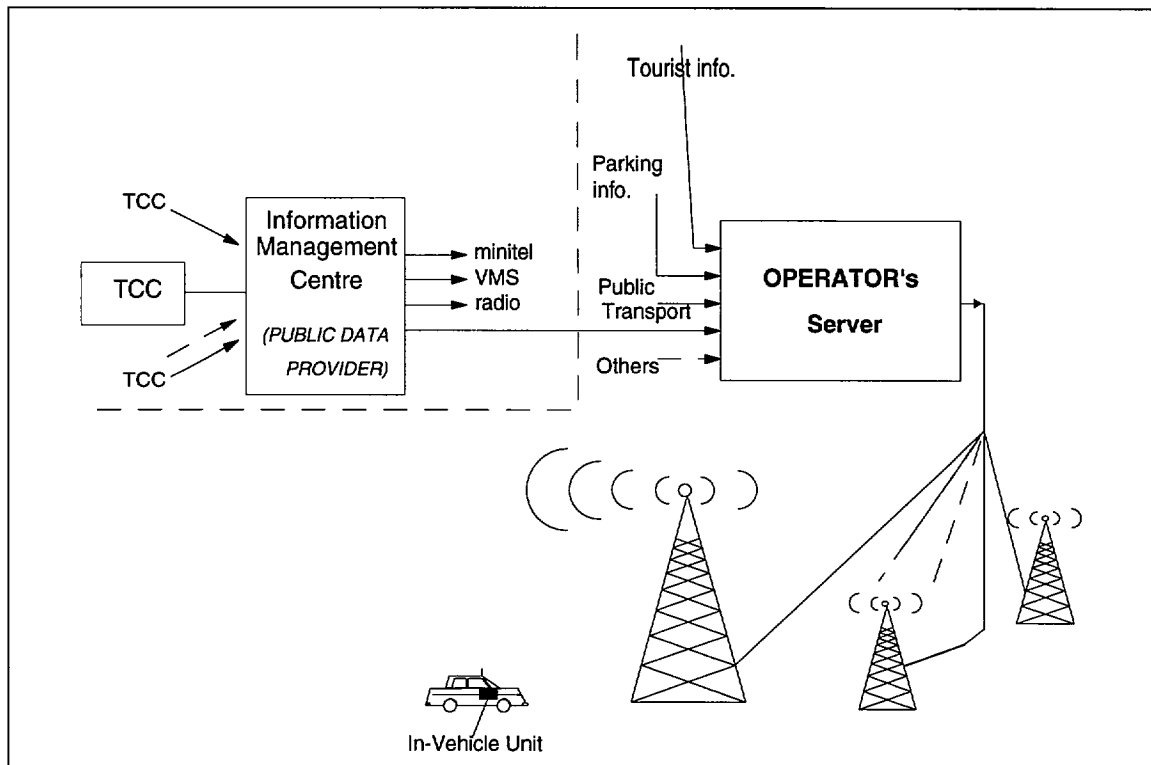 Tourist info.
Parking
info.
TCC
Information
Management
Centre
(PUBLIC DATA
PROVIDER)
TCC
TCC
minitel
VMS
radio
Public
Transport
Others
OPERATOR's
Server
In-Vehicle Unit